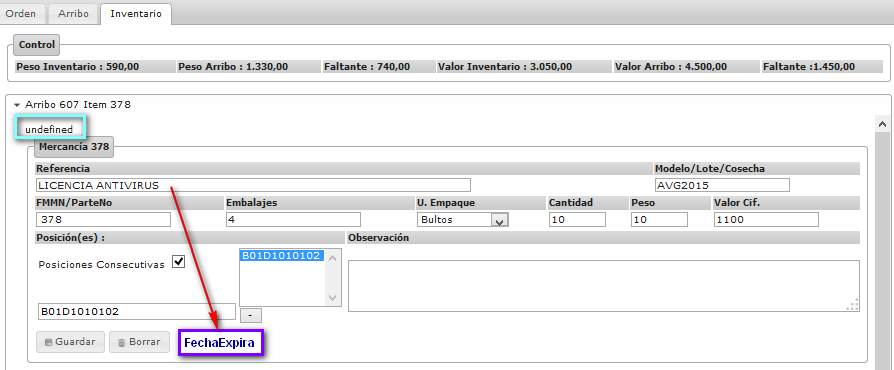 Orden Arribo Inventario
Control
Peso Inventario : 590,00 Peso Arribo : 1.330,00 Faltante : 740,00 Valor Inventario : 3.050,00 Valor Arribo : 4.500,00 Faltante :1.450,00
Arribo 607 Item 378
undefined
Mercancía 378
Referencia Modelo/Lote/Cosecha
LICENCIA ANTIVIRUS AVG2015
FMMN/ParteNo Embalajes U. Empaque Cantidad Peso Valor Cif.
378 4 Bultos 10 10 1100
Posición(es) : Observación
B01D1010102
Posiciones Consecutivas
B01D1010102 -
Guardar Borrar FechaExpira